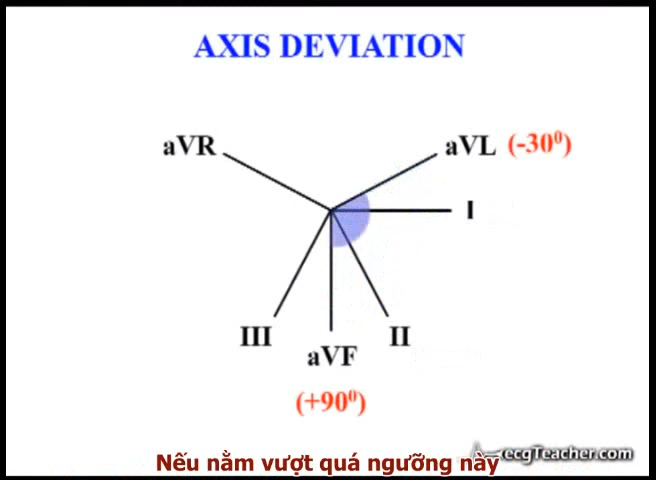 AXIS DEVIATION
aVR
aVL (-30⁰)
I
III
II
aVF
(+90⁰)
Nếu nằm vượt quá ngưỡng này
ecgTeacher.com